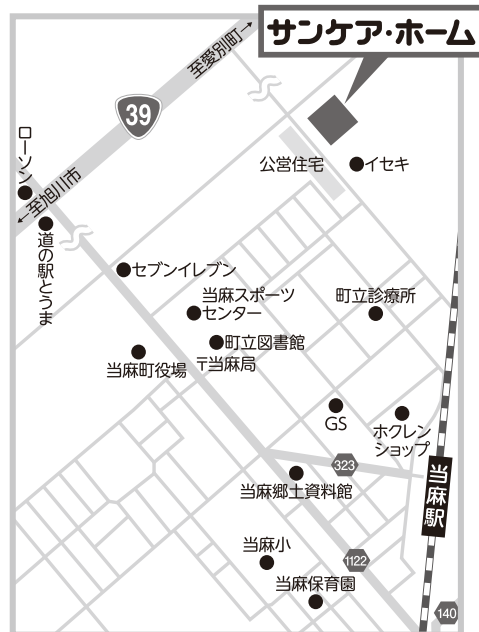 サンケア・ホーム
至愛別町→
39
ローソン
←至旭川市
道の駅とうま
公営住宅
イセキ
セブンイレブン
当麻スポーツ
センター
町立診療所
町立図書館
〒当麻局
当麻町役場
GS
ホクレン
ショップ
323
当麻郷土資料館
当麻駅
当麻小
1122
当麻保育園
140